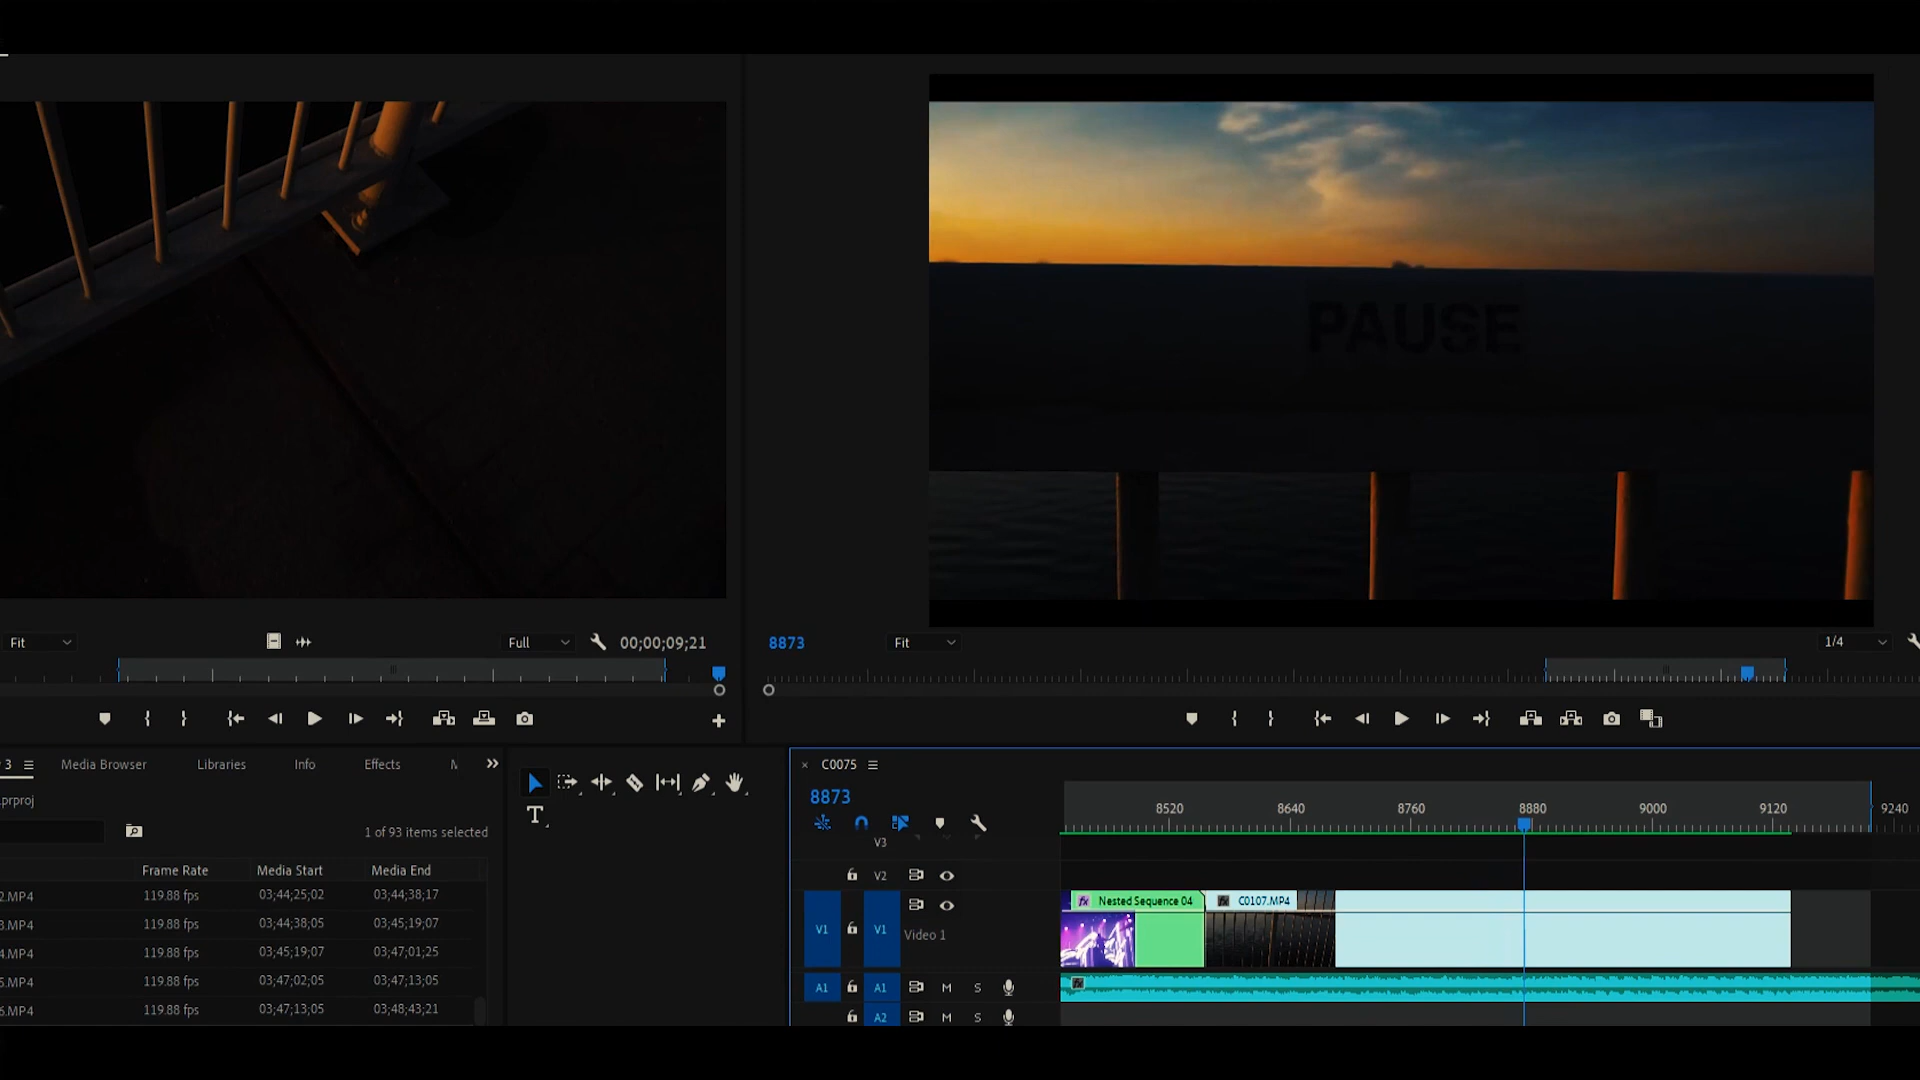 PAUSE
Fit
Full
00;00;09;21
8873
Fit
1/4
3
Media Browser
Libraries
Info
Effects
C0075
.prproj
8873
1 of 93 items selected
8520
8640
8760
8880
9000
9120
9240
V3
Frame Rate
Media Start
Media End
V2
2.MP4
119.88 fps
03;44;25;02
03;44;38;17
Nested Sequence 04
C0107.MP4
3.MP4
119.88 fps
03;44;38;05
03;45;19;07
V1
V1
Video 1
4.MP4
119.88 fps
03;45;19;07
03;47;01;25
5.MP4
119.88 fps
03;47;02;05
03;47;13;05
A1
A1
M
S
6.MP4
119.88 fps
03;47;13;05
03;48;43;21
A2
M
S